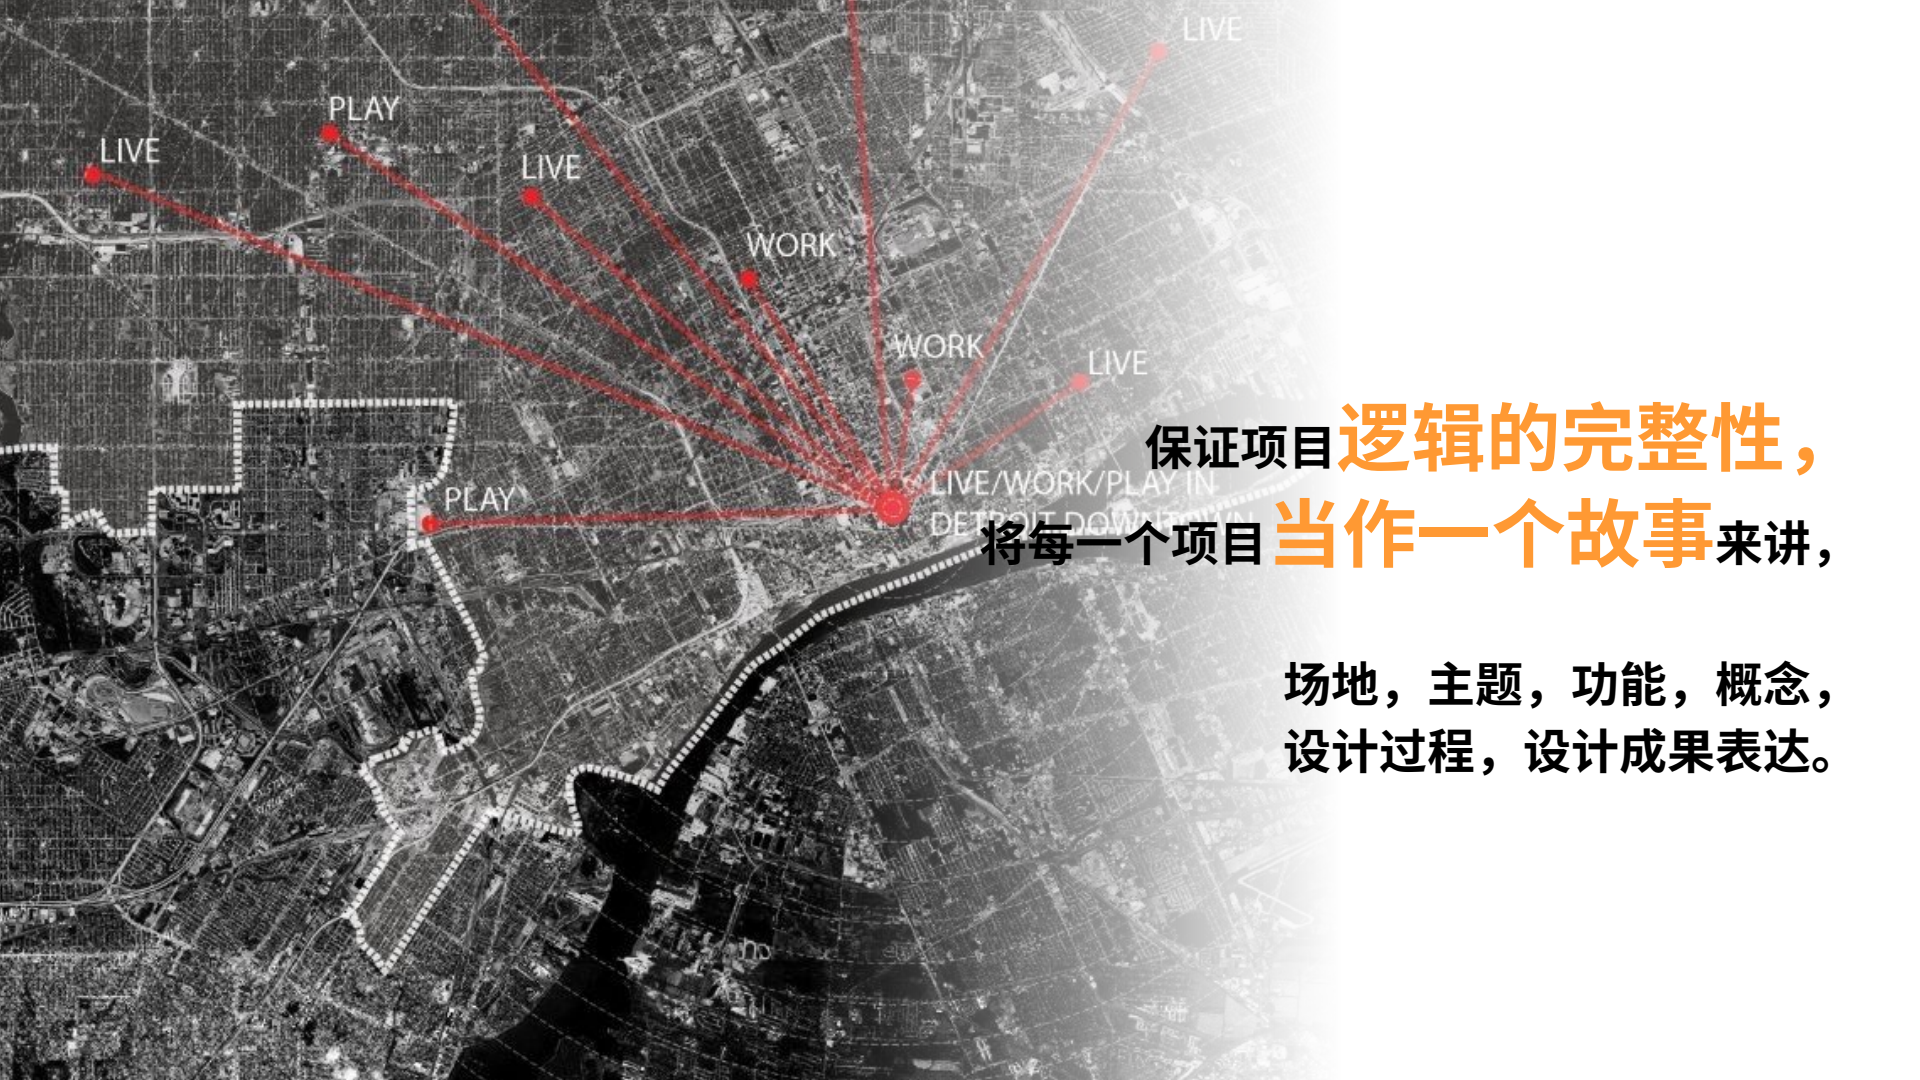 LIVE
PLAY
LIVE
LIVE
WORK
WORK
LIVE
PLAY
LIVE/WORK/PLAY IN
DETROIT DOWNTOWN
保证项目逻辑的完整性，
将每一个项目当作一个故事来讲，
场地，主题，功能，概念，
设计过程，设计成果表达。